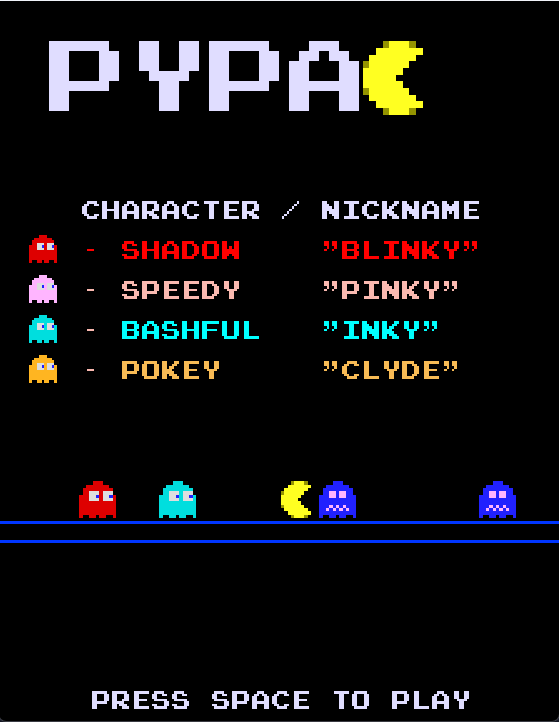 PYPAC
CHARACTER / NICKNAME
- SHADOW "BLINKY"
- SPEEDY "PINKY"
- BASHFUL "INKY"
- POKEY "CLYDE"
PRESS SPACE TO PLAY